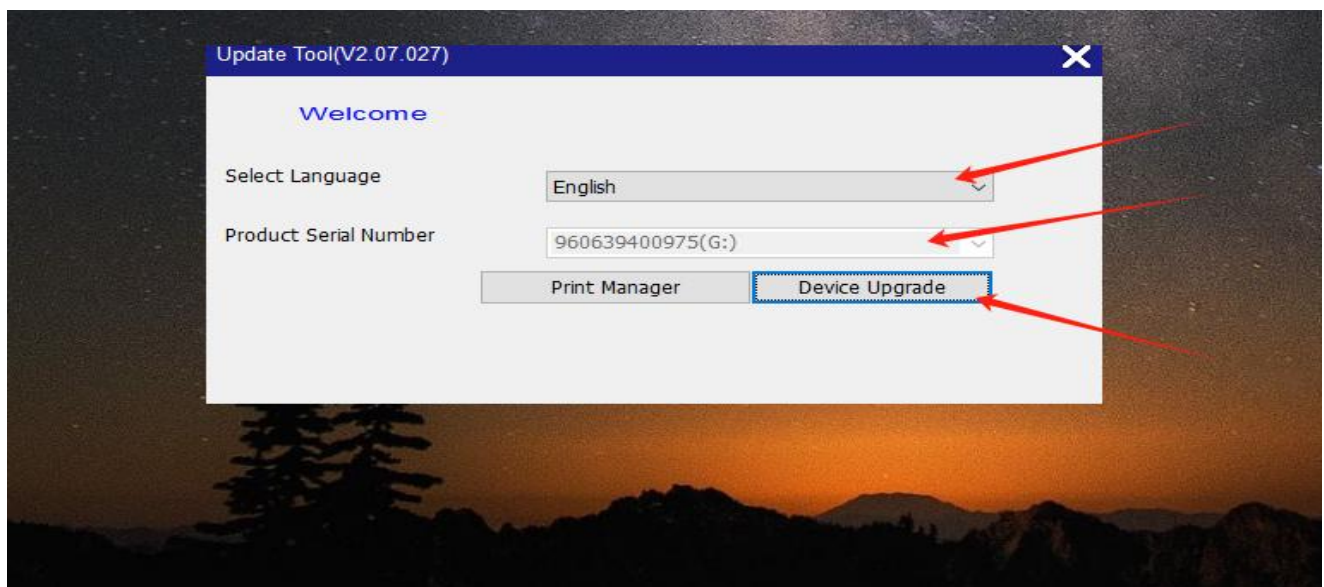 Update Tool(V2.07.027)
Welcome
Select Language
English
Product Serial Number
960639400975(G:)
Print Manager
Device Upgrade